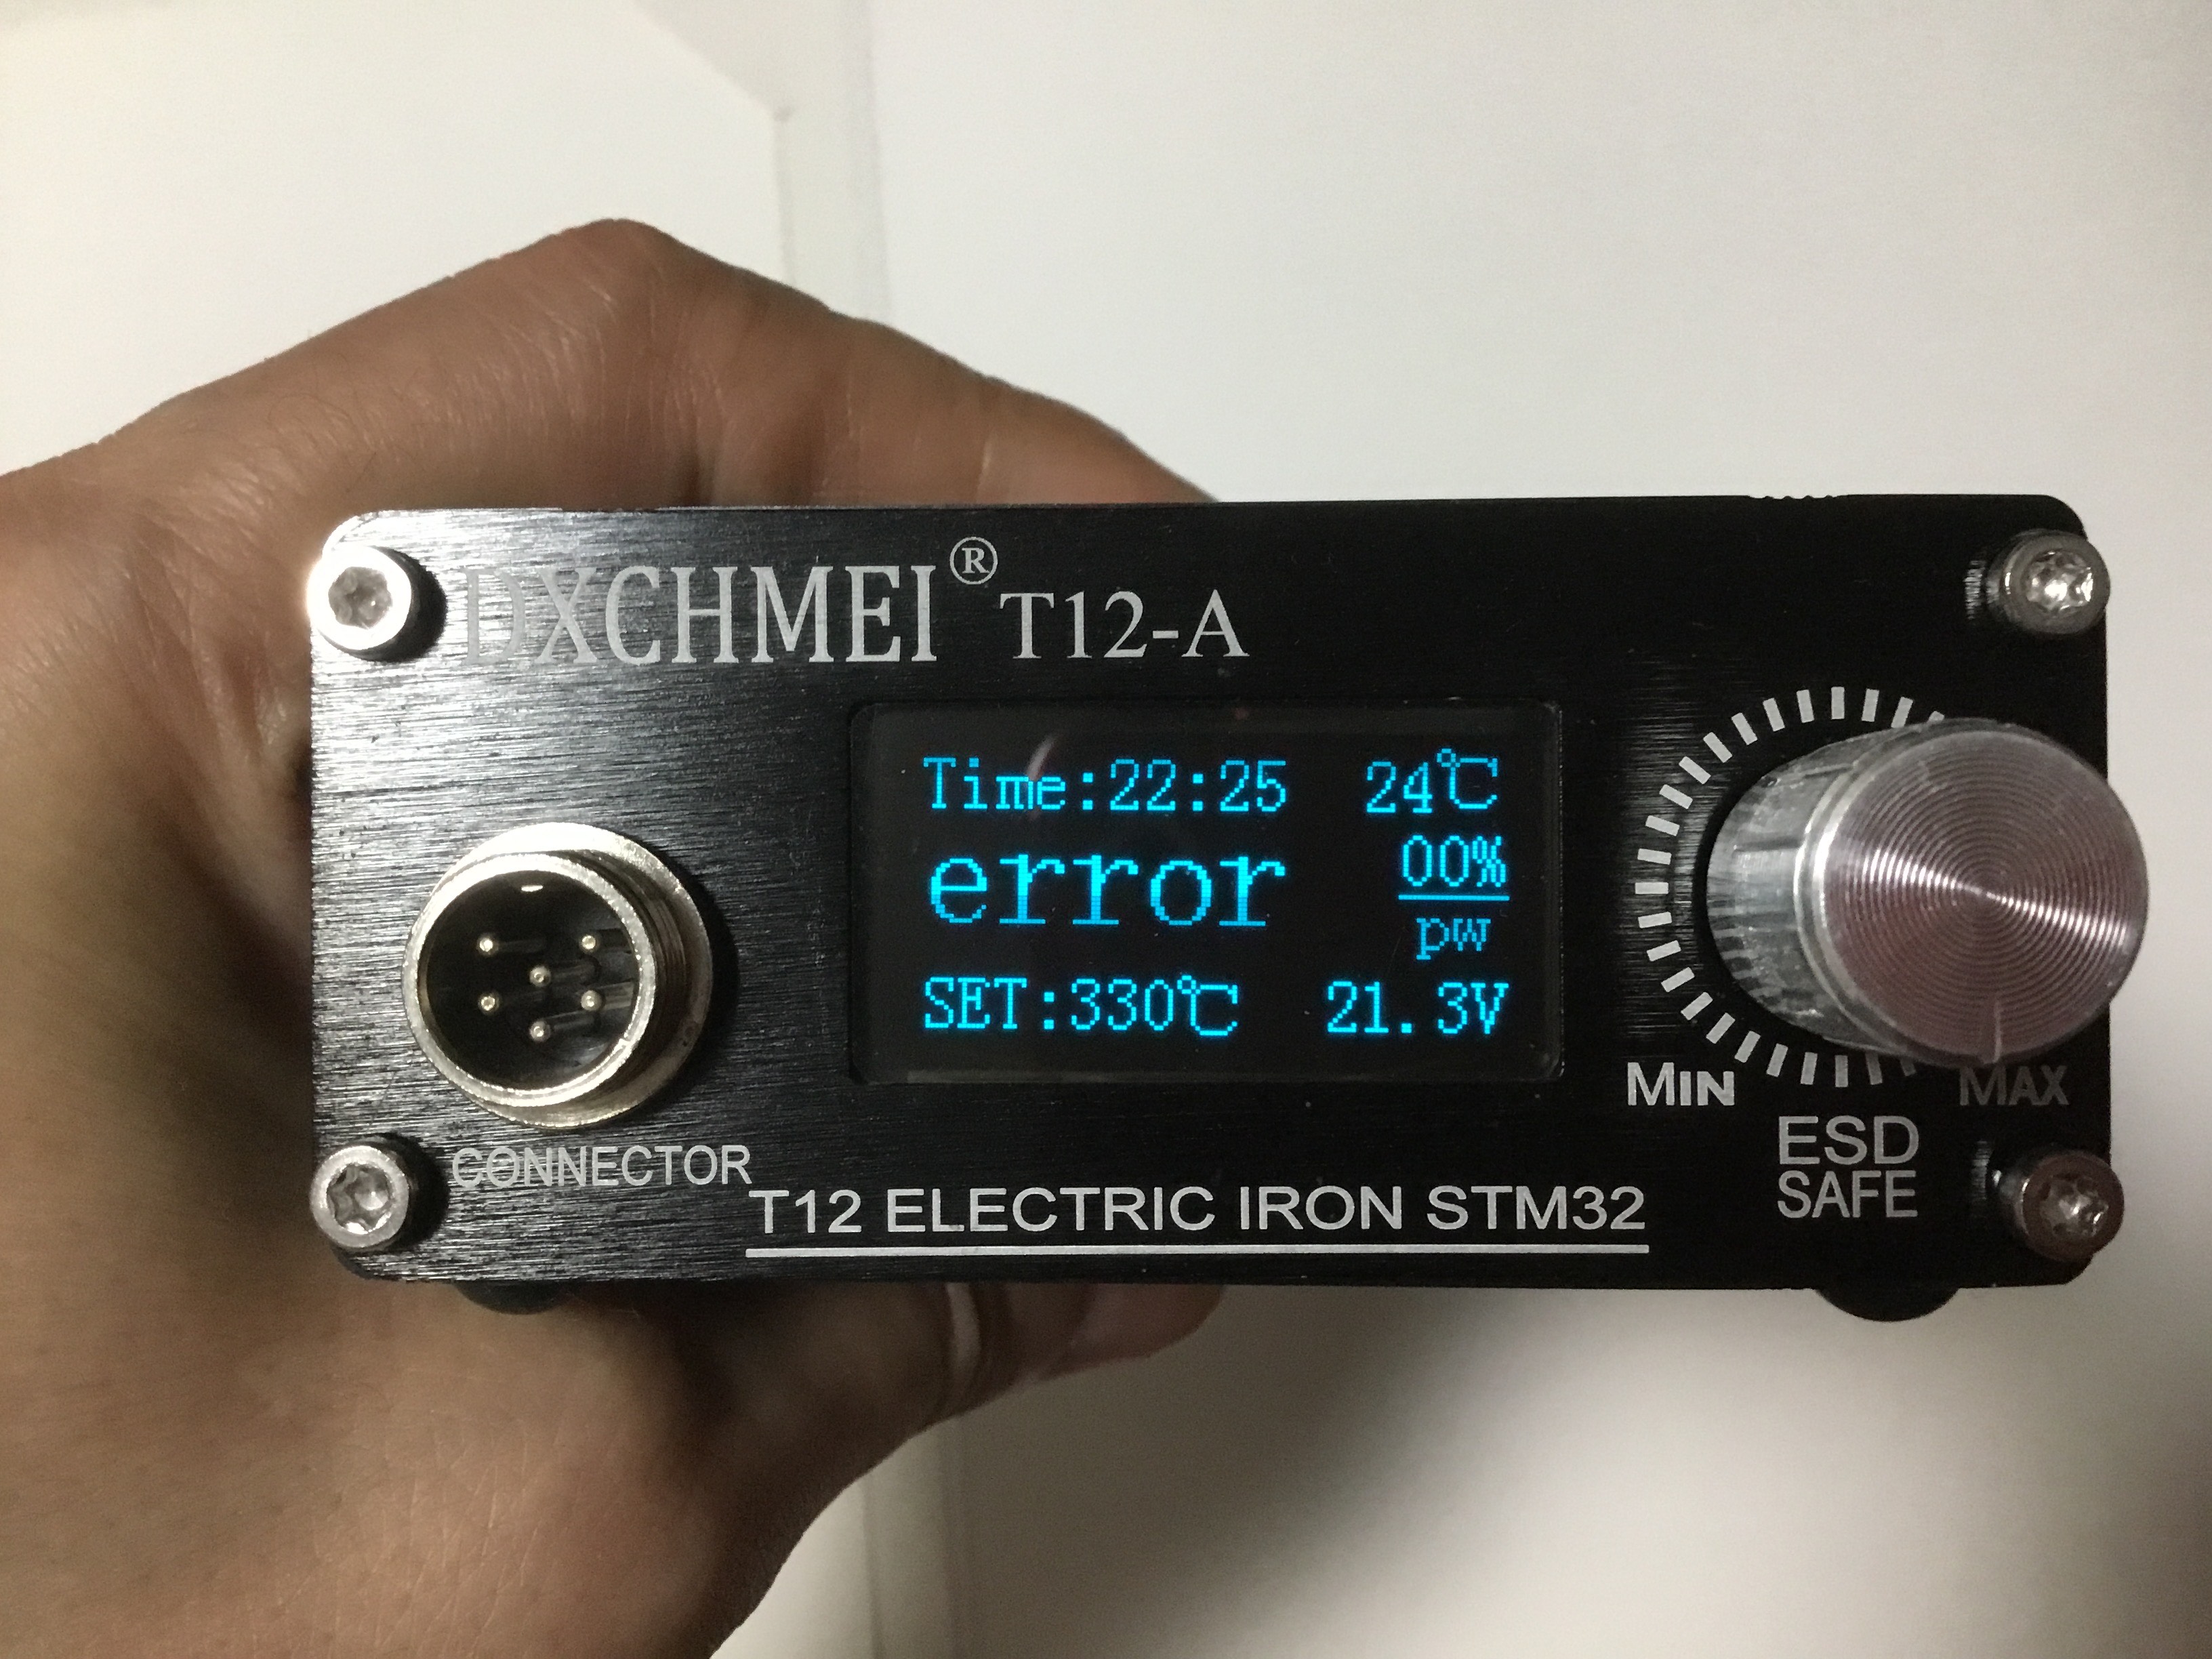 DXCHMEI® T12-A
Time:22:25 24℃
error 00%
pw
SET:330℃ 21.3V
MIN MAX
ESD
SAFE
CONNECTOR
T12 ELECTRIC IRON STM32